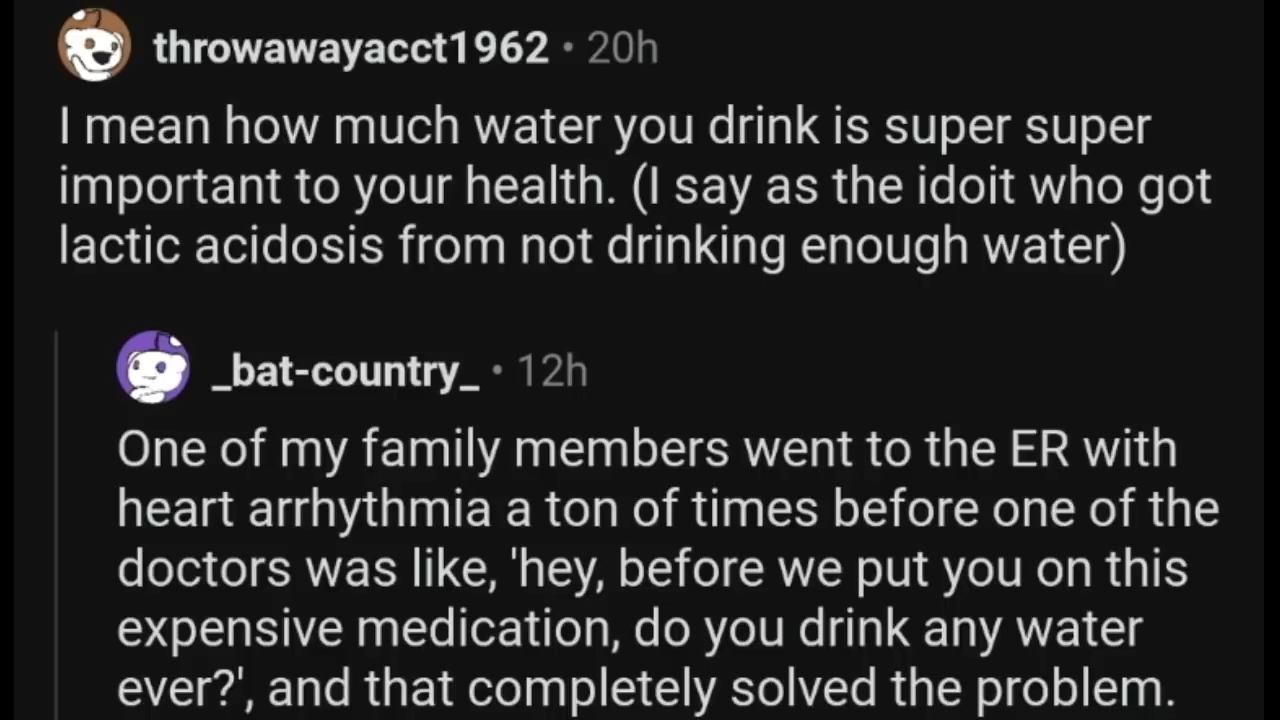 throwawayacct1962 • 20h
I mean how much water you drink is super super
important to your health. (I say as the idoit who got
lactic acidosis from not drinking enough water)
_bat-country_ • 12h
One of my family members went to the ER with
heart arrhythmia a ton of times before one of the
doctors was like, 'hey, before we put you on this
expensive medication, do you drink any water
ever?', and that completely solved the problem.